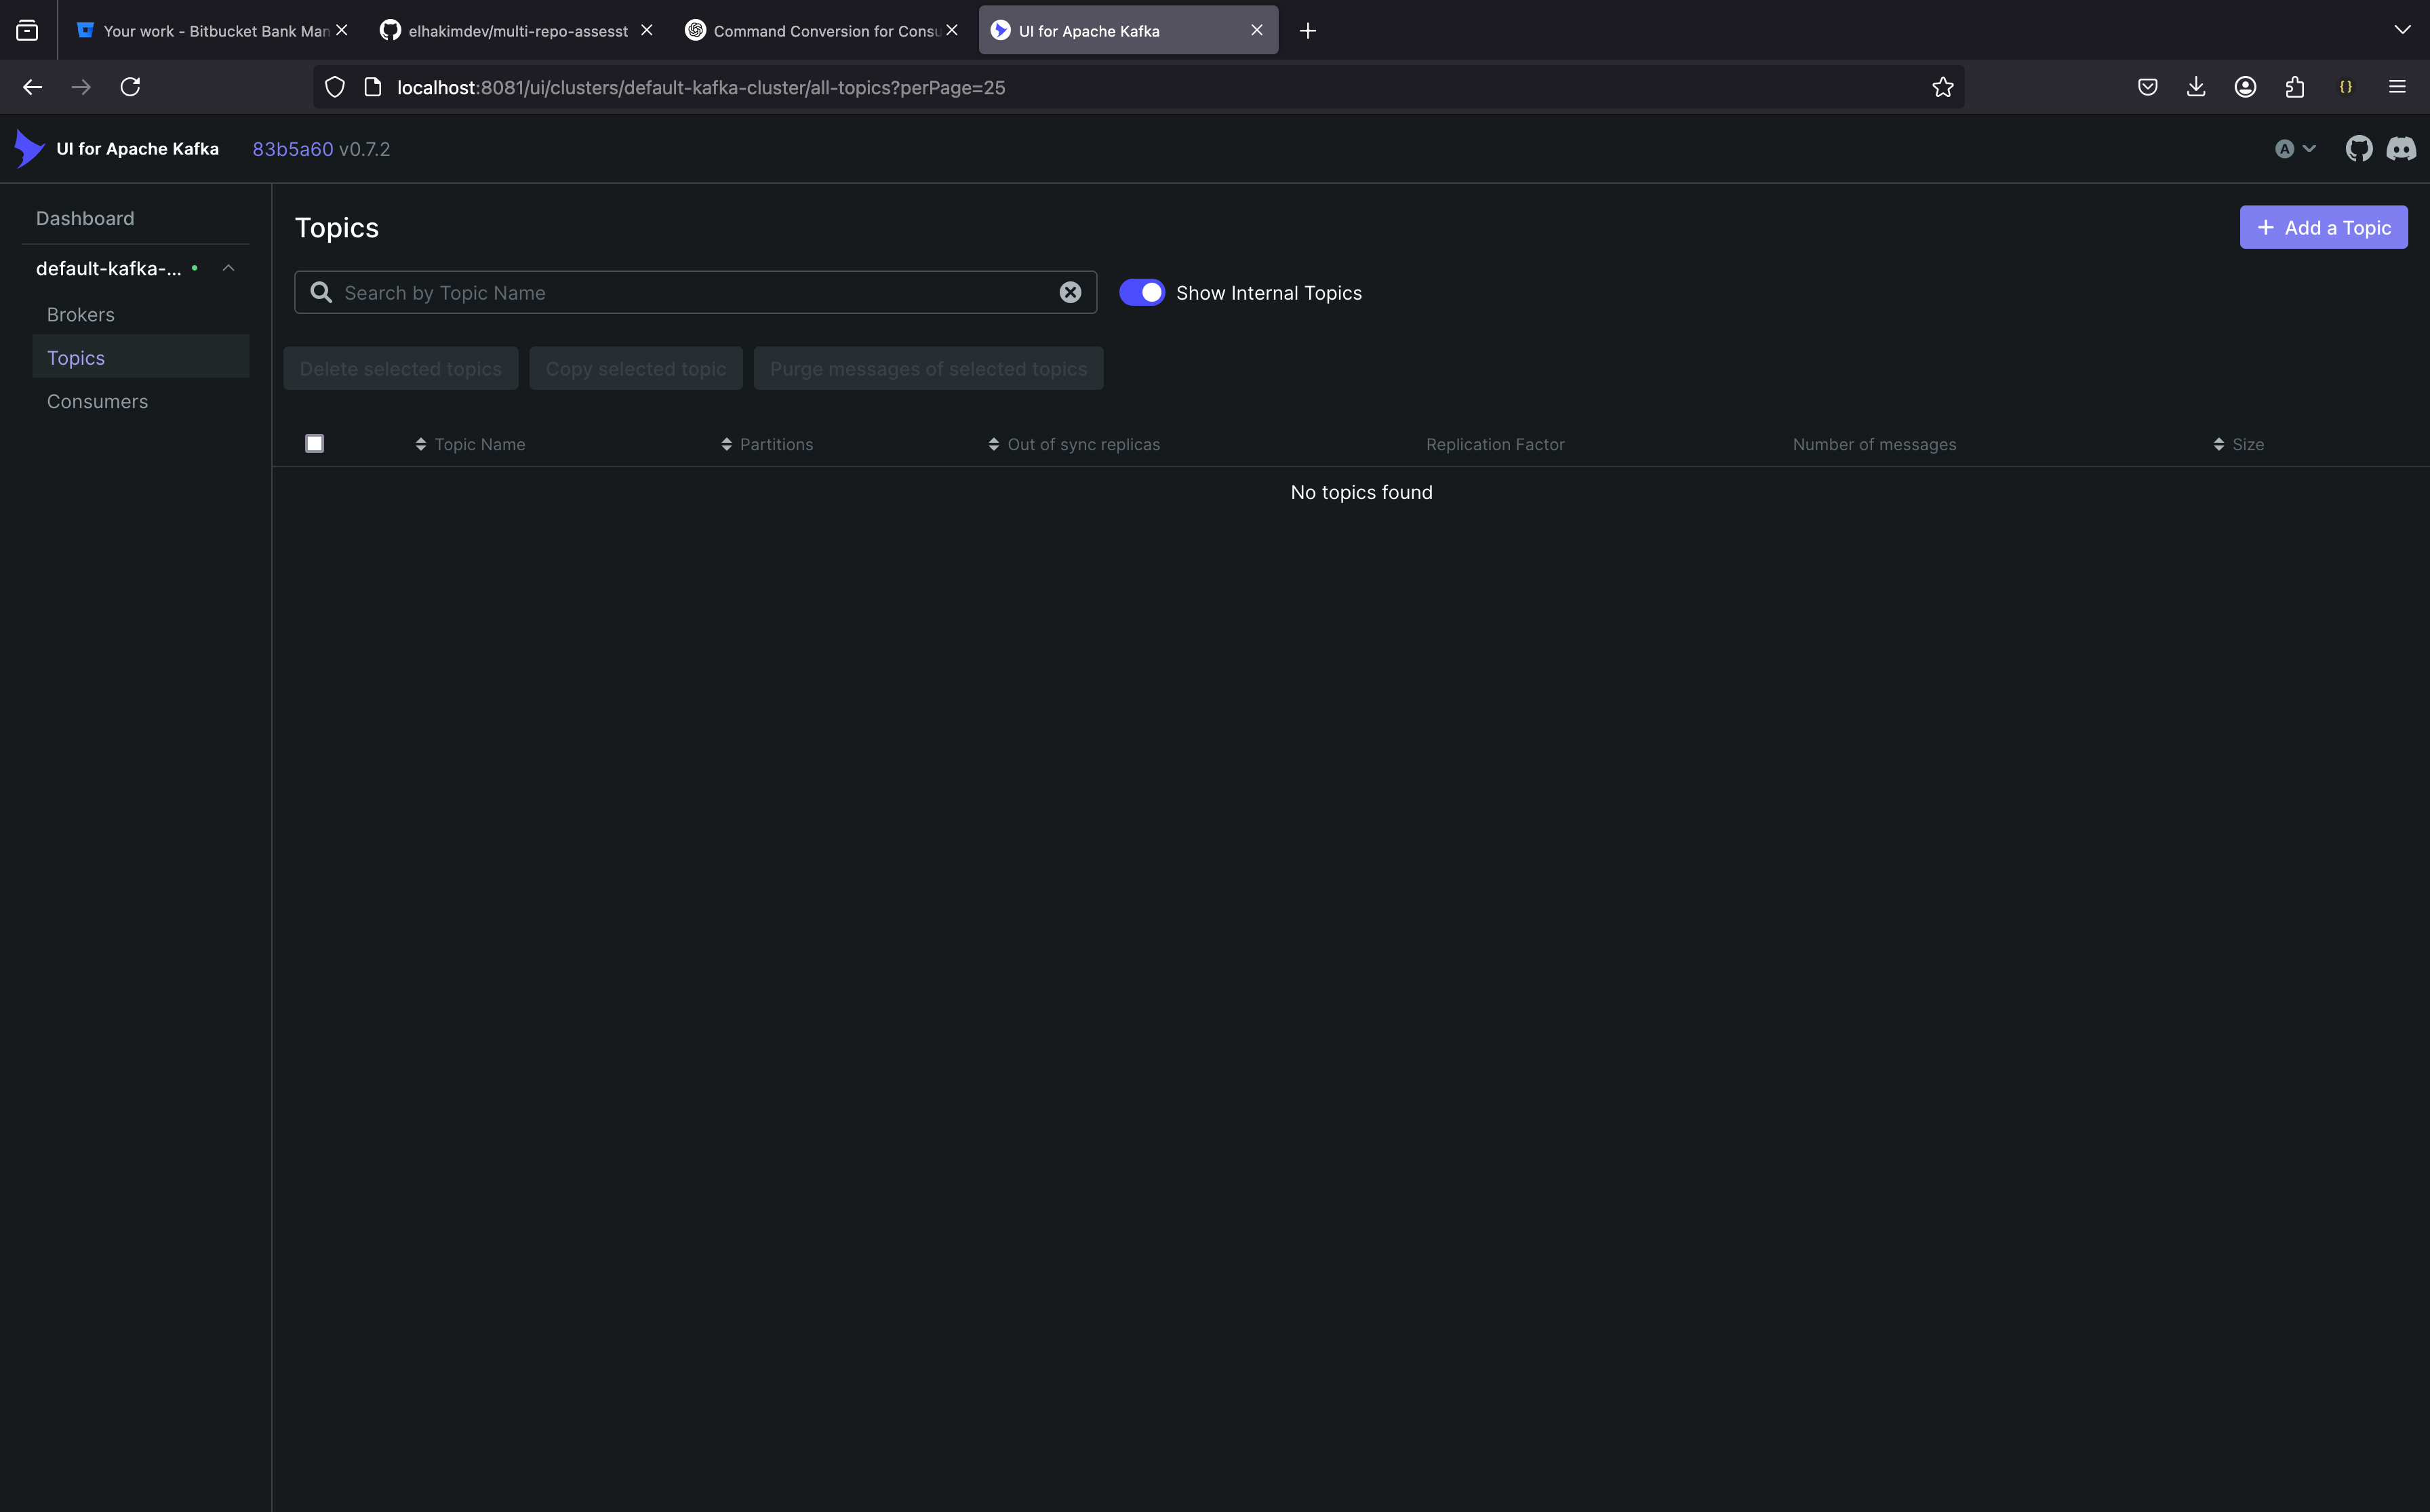 Your work - Bitbucket Bank Man
elhakimdev/multi-repo-assesst
Command Conversion for Consu
UI for Apache Kafka
localhost:8081/ui/clusters/default-kafka-cluster/all-topics?perPage=25
{}
UI for Apache Kafka 83b5a60 v0.7.2
A
Dashboard
default-kafka-...
Brokers
Topics
Consumers
Topics
Add a Topic
Search by Topic Name
Show Internal Topics
Delete selected topics Copy selected topic Purge messages of selected topics
Topic Name Partitions Out of sync replicas Replication Factor Number of messages Size
No topics found